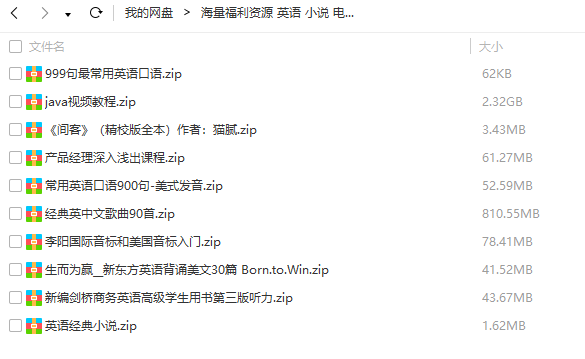 我的网盘 > 海量福利资源 英语 小说 电...
文件名 大小
999句最常用英语口语.zip 62KB
java视频教程.zip 2.32GB
《间客》（精校版全本）作者：猫腻.zip 3.43MB
产品经理深入浅出课程.zip 61.27MB
常用英语口语900句-美式发音.zip 52.59MB
经典英中文歌曲90首.zip 810.55MB
李阳国际音标和美国音标入门.zip 78.41MB
生而为赢__新东方英语背诵美文30篇 Born.to.Win.zip 41.52MB
新编剑桥商务英语高级学生用书第三版听力.zip 43.67MB
英语经典小说.zip 1.62MB